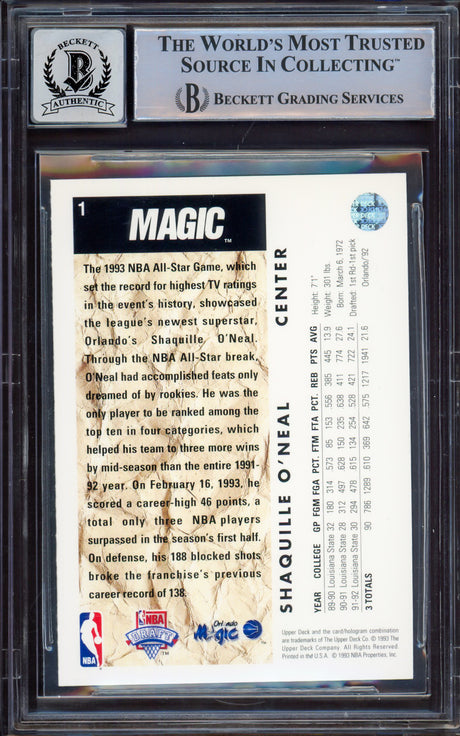 BECKETT
B
AUTHENTIC
THE WORLD'S MOST TRUSTED
SOURCE IN COLLECTING™
B BECKETT GRADING SERVICES
1
MAGIC™
The 1993 NBA All-Star Game, which
set the record for highest TV ratings
in the event's history, showcased
the league's newest superstar,
Orlando's Shaquille O'Neal.
Through the NBA All-Star break,
O'Neal had accomplished feats only
dreamed of by rookies. He was the
only player to be ranked among the
top ten in four categories, which
helped his team to three more wins
by mid-season than the entire 1991-
92 year. On February 16, 1993, he
scored a career-high 46 points, a
total only three NBA players
surpassed in the season's first half.
On defense, his 188 blocked shots
broke the franchise's previous
career record of 138.
NBA
NBA
DRAFT
™
Orlando
Magic
SHAQUILLE O'NEAL CENTER
Height: 7'1"
Weight: 301 lbs.
Born: March 6, 1972
Drafted: 1st Rd-1st pick
Orlando/'92
YEAR COLLEGE GP FGM FGA PCT. FTM FTA PCT. REB PTS AVG
89-90 Louisiana State 32 180 314 573 85 153 556 385 445 13.9
90-91 Louisiana State 28 312 497 628 150 235 638 411 774 27.6
91-92 Louisiana State 30 294 478 615 134 254 528 421 722 24.1
3 TOTALS 90 786 1289 610 369 642 575 1217 1941 21.6
Upper Deck and the card/hologram combination
are trademarks of The Upper Deck Co. © 1993 The
Upper Deck Company. All Rights Reserved.
Printed in the U.S.A. © 1993 NBA Properties, Inc.